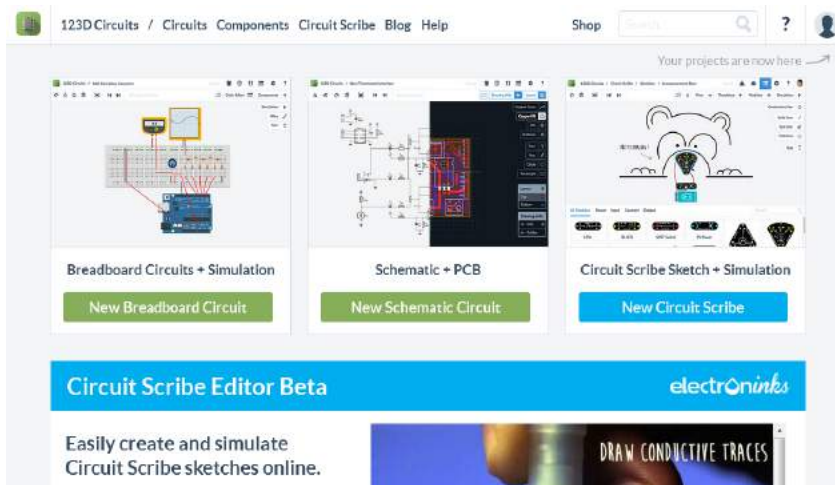 123D Circuits / Circuits Components Circuit Scribe Blog Help Shop ?
Your projects are now here
Breadboard Circuits + Simulation
New Breadboard Circuit
Schematic + PCB
New Schematic Circuit
Circuit Scribe Sketch + Simulation
New Circuit Scribe
Circuit Scribe Editor Beta
electroninks
Easily create and simulate
Circuit Scribe sketches online.
DRAW CONDUCTIVE TRACES